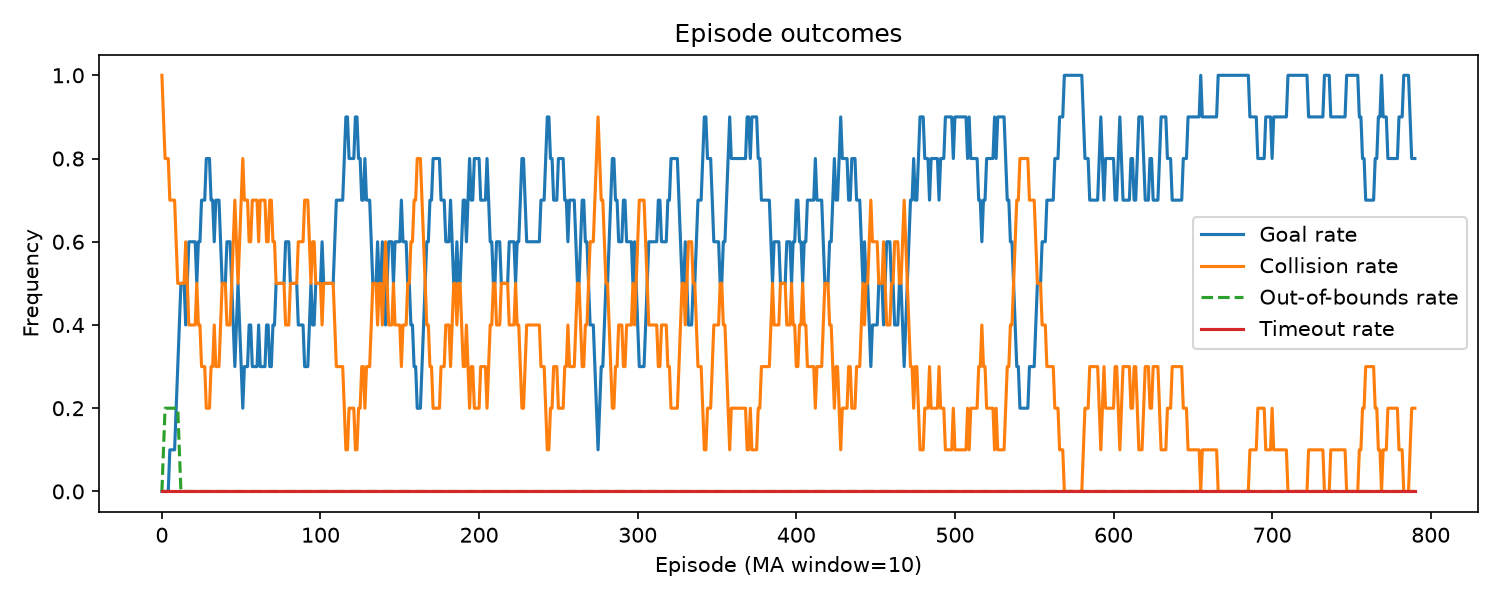 Episode outcomes
Frequency
1.0
0.8
0.6
0.4
0.2
0.0
Goal rate
Collision rate
Out-of-bounds rate
Timeout rate
0 100 200 300 400 500 600 700 800
Episode (MA window=10)